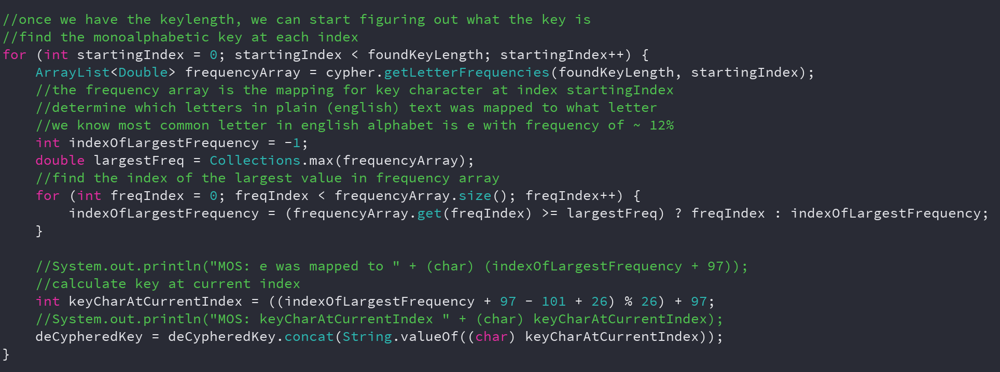 //once we have the keylength, we can start figuring out what the key is
//find the monoalphabetic key at each index
for (int startingIndex = 0; startingIndex < foundKeyLength; startingIndex++) {
    ArrayList<Double> frequencyArray = cypher.getLetterFrequencies(foundKeyLength, startingIndex);
    //the frequency array is the mapping for key character at index startingIndex
    //determine which letters in plain (english) text was mapped to what letter
    //we know most common letter in english alphabet is e with frequency of ~ 12%
    int indexOfLargestFrequency = -1;
    double largestFreq = Collections.max(frequencyArray);
    //find the index of the largest value in frequency array
    for (int freqIndex = 0; freqIndex < frequencyArray.size(); freqIndex++) {
        indexOfLargestFrequency = (frequencyArray.get(freqIndex) >= largestFreq) ? freqIndex : indexOfLargestFrequency;
    }

    //System.out.println("MOS: e was mapped to " + (char) (indexOfLargestFrequency + 97));
    //calculate key at current index
    int keyCharAtCurrentIndex = ((indexOfLargestFrequency + 97 - 101 + 26) % 26) + 97;
    //System.out.println("MOS: keyCharAtCurrentIndex " + (char) keyCharAtCurrentIndex);
    deCypheredKey = deCypheredKey.concat(String.valueOf((char) keyCharAtCurrentIndex));
}